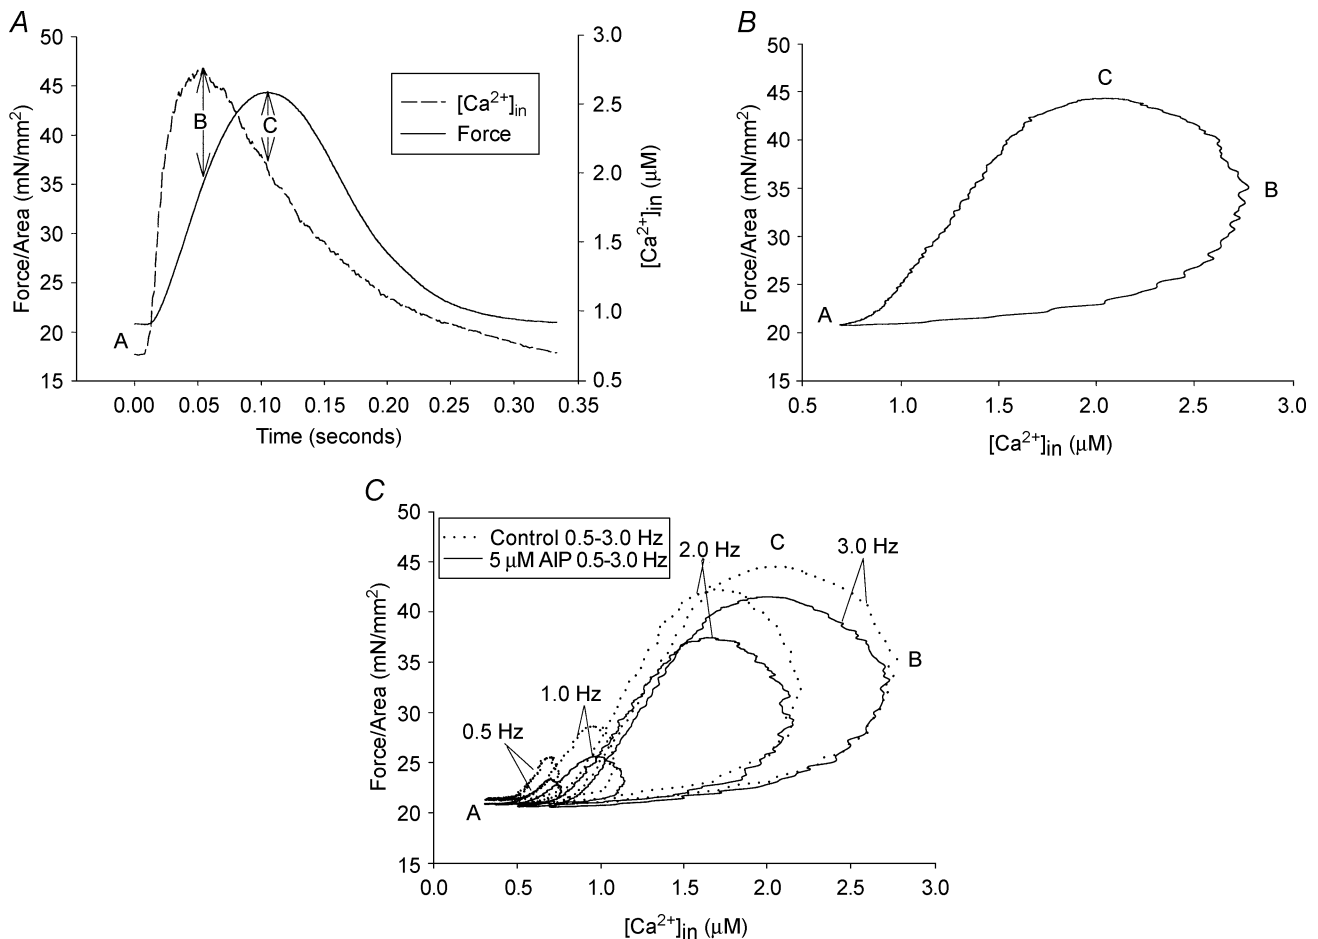 A
B
50
45
40
35
30
25
20
15
Force/Area (mN/mm²)
3.0
2.5
2.0
1.5
1.0
0.5
[Ca²⁺]in (μM)
[Ca²⁺]in
Force
B
C
A
0.00 0.05 0.10 0.15 0.20 0.25 0.30 0.35
Time (seconds)
50
45
40
35
30
25
20
15
Force/Area (mN/mm²)
C
B
A
0.5 1.0 1.5 2.0 2.5 3.0
[Ca²⁺]in (μM)
C
50
45
40
35
30
25
20
15
Force/Area (mN/mm²)
Control 0.5-3.0 Hz
5 μM AIP 0.5-3.0 Hz
2.0 Hz
C
3.0 Hz
B
1.0 Hz
0.5 Hz
A
0.0 0.5 1.0 1.5 2.0 2.5 3.0
[Ca²⁺]in (μM)